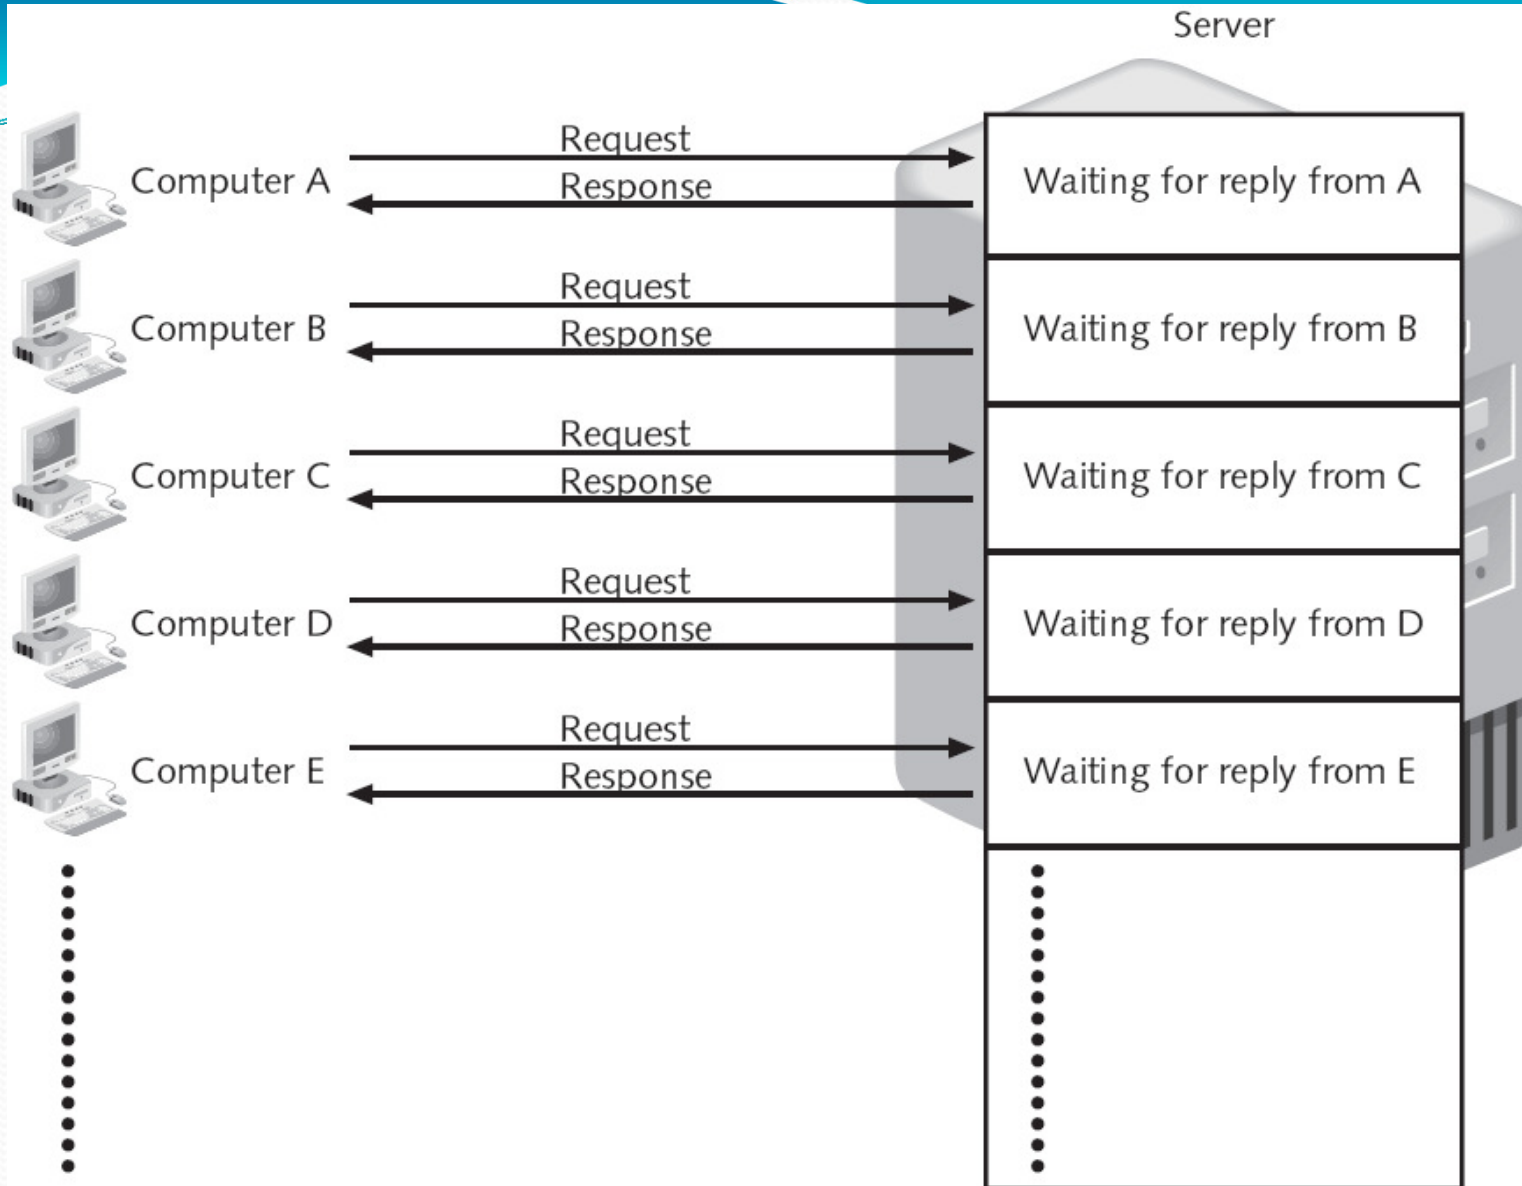 Server
Request
Computer A
Response
Waiting for reply from A
Request
Computer B
Response
Waiting for reply from B
Request
Computer C
Response
Waiting for reply from C
Request
Computer D
Response
Waiting for reply from D
Request
Computer E
Response
Waiting for reply from E